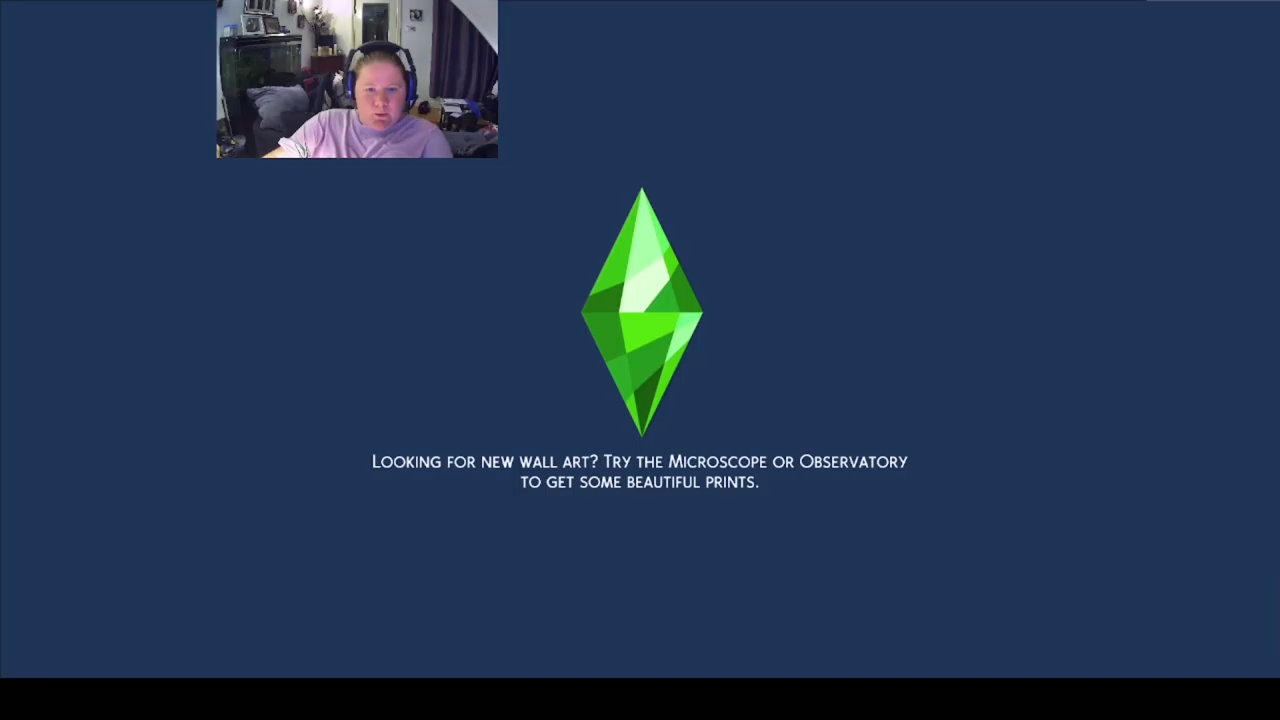 Looking for new wall art? Try the Microscope or Observatory
to get some beautiful prints.